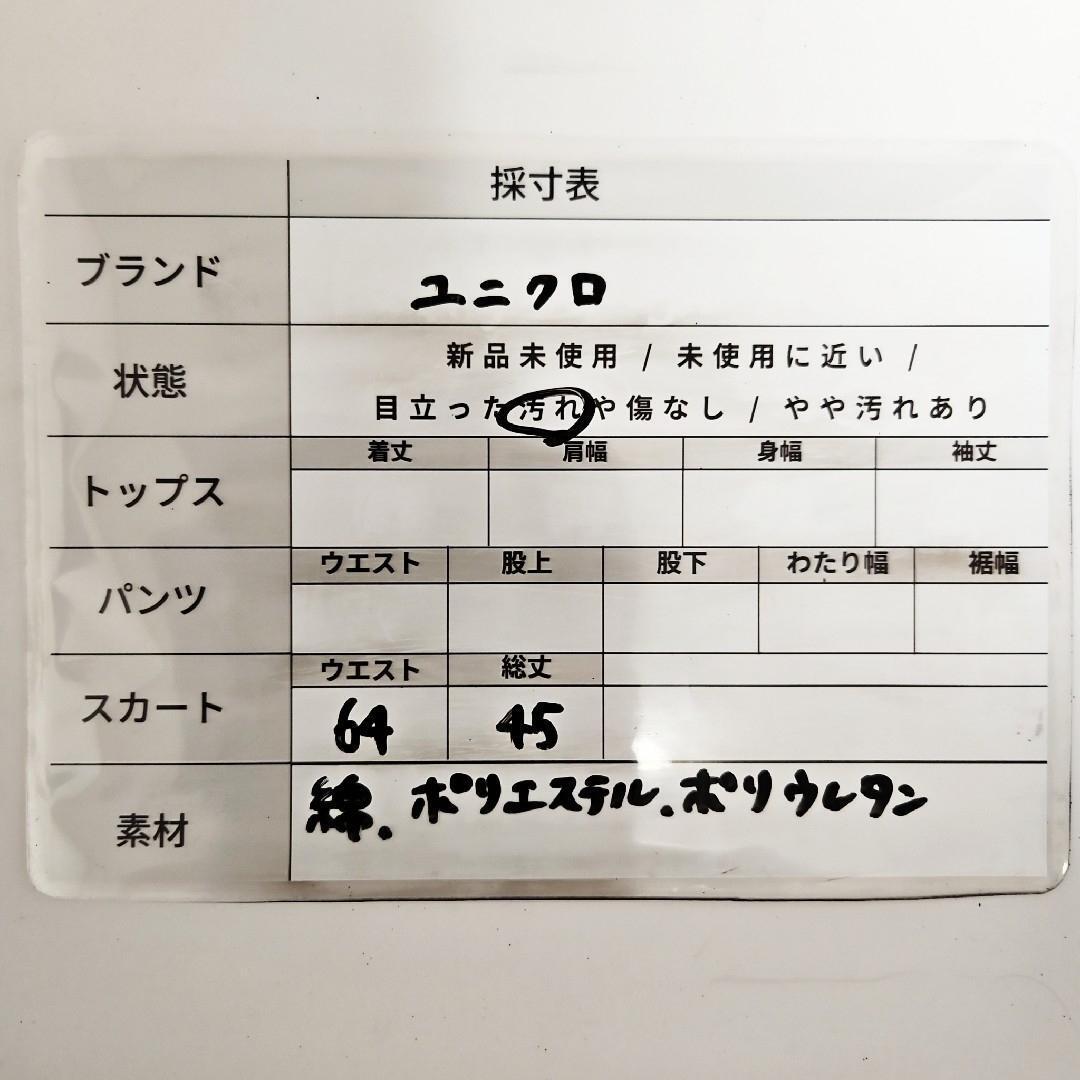 採寸表
ブランド ユニクロ
状態 新品未使用 / 未使用に近い /
目立った汚れや傷なし / やや汚れあり
トップス 着丈 肩幅 身幅 袖丈
パンツ ウエスト 股上 股下 わたり幅 裾幅
スカート ウエスト 総丈
64 45
素材 綿.ポリエステル.ポリウレタン